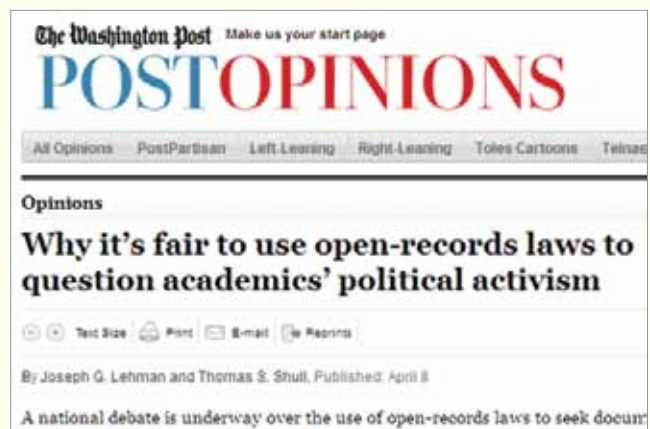 The Washington Post Make us your start page
POSTOPINIONS
All Opinions PostPartisan Left-Leaning Right-Leaning Toles Cartoons
Opinions
Why it's fair to use open-records laws to
question academics' political activism
Text Size Print E-mail Reprints
By Joseph G. Lehman and Thomas S. Shull, Published: April 8
A national debate is underway over the use of open-records laws to seek